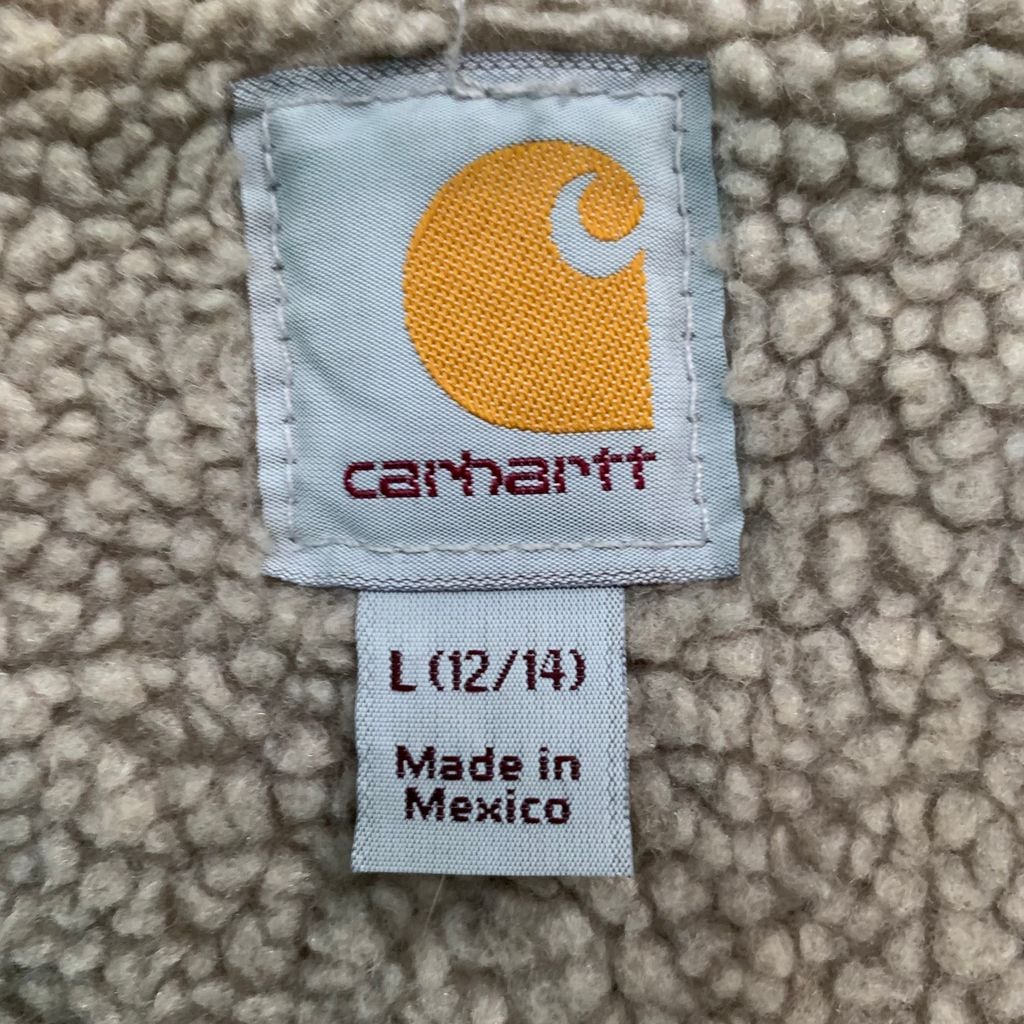 carhartt
L (12/14)
Made in
Mexico